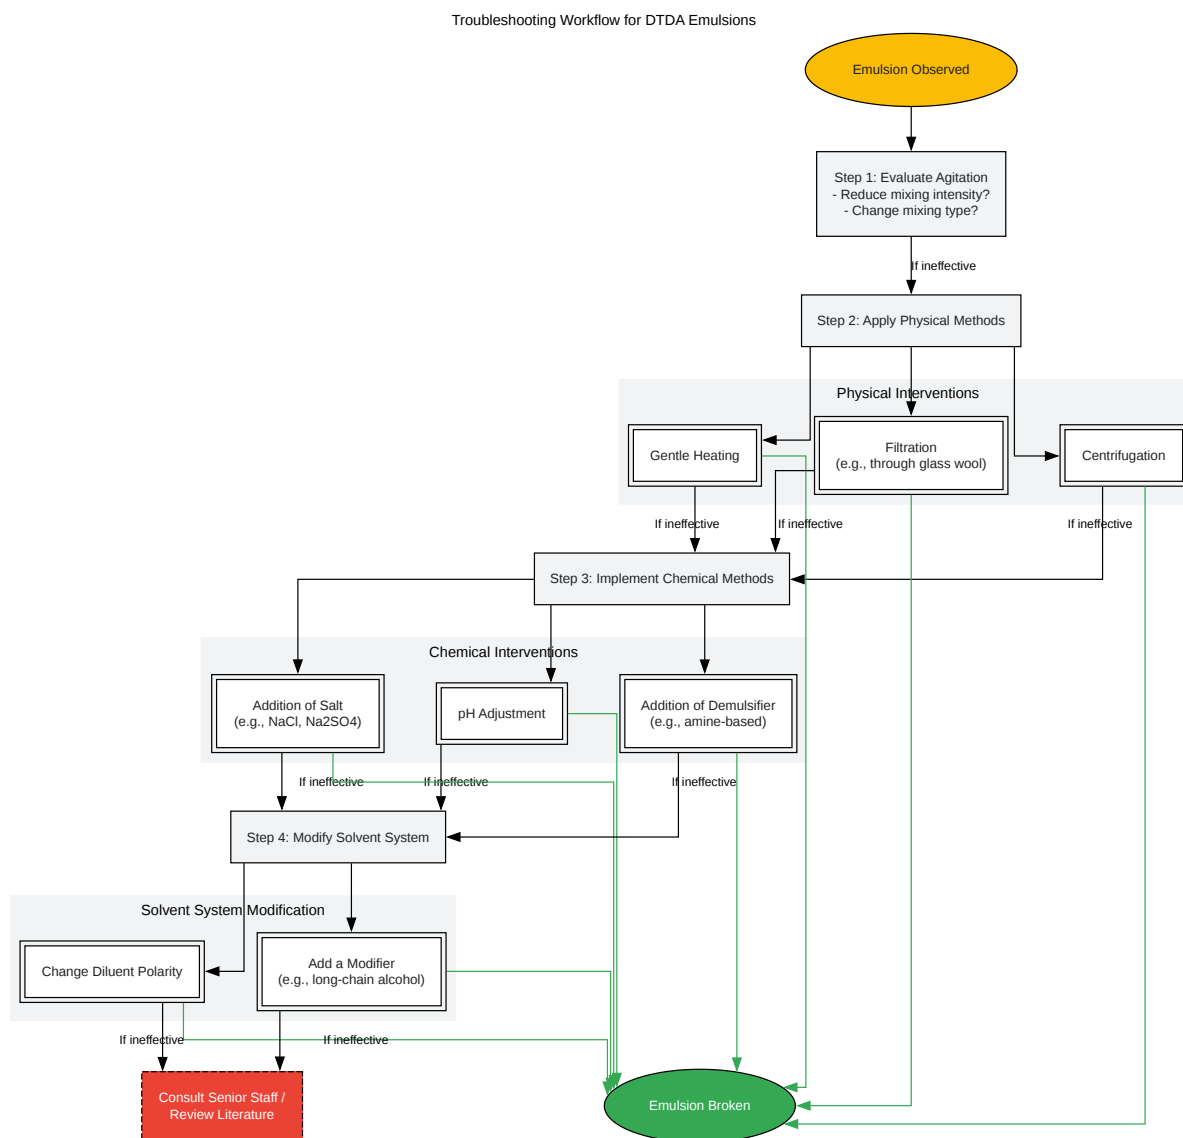 Troubleshooting Workflow for DTDA Emulsions
Emulsion Observed
Step 1: Evaluate Agitation
- Reduce mixing intensity?
- Change mixing type?
If ineffective
Step 2: Apply Physical Methods
Physical Interventions
Gentle Heating
Filtration
(e.g., through glass wool)
Centrifugation
If ineffective
If ineffective
If ineffective
Step 3: Implement Chemical Methods
Chemical Interventions
Addition of Salt
(e.g., NaCl, Na2SO4)
pH Adjustment
Addition of Demulsifier
(e.g., amine-based)
If ineffective
If ineffective
If ineffective
Step 4: Modify Solvent System
Solvent System Modification
Change Diluent Polarity
Add a Modifier
(e.g., long-chain alcohol)
If ineffective
If ineffective
Consult Senior Staff /
Review Literature
Emulsion Broken